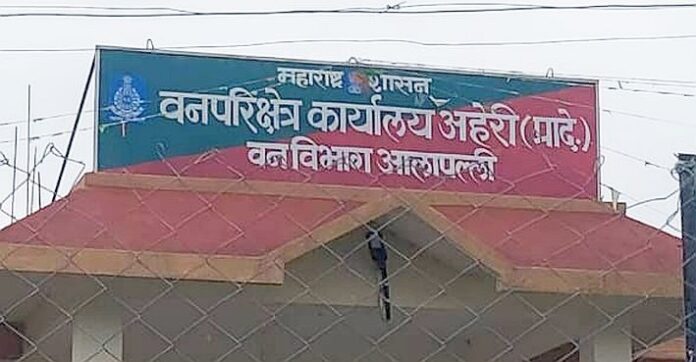 महाराष्ट्र शासन
वनपरिक्षेत्र कार्यालय अहेरी (प्रादे.)
वन विभाग आलापल्ली